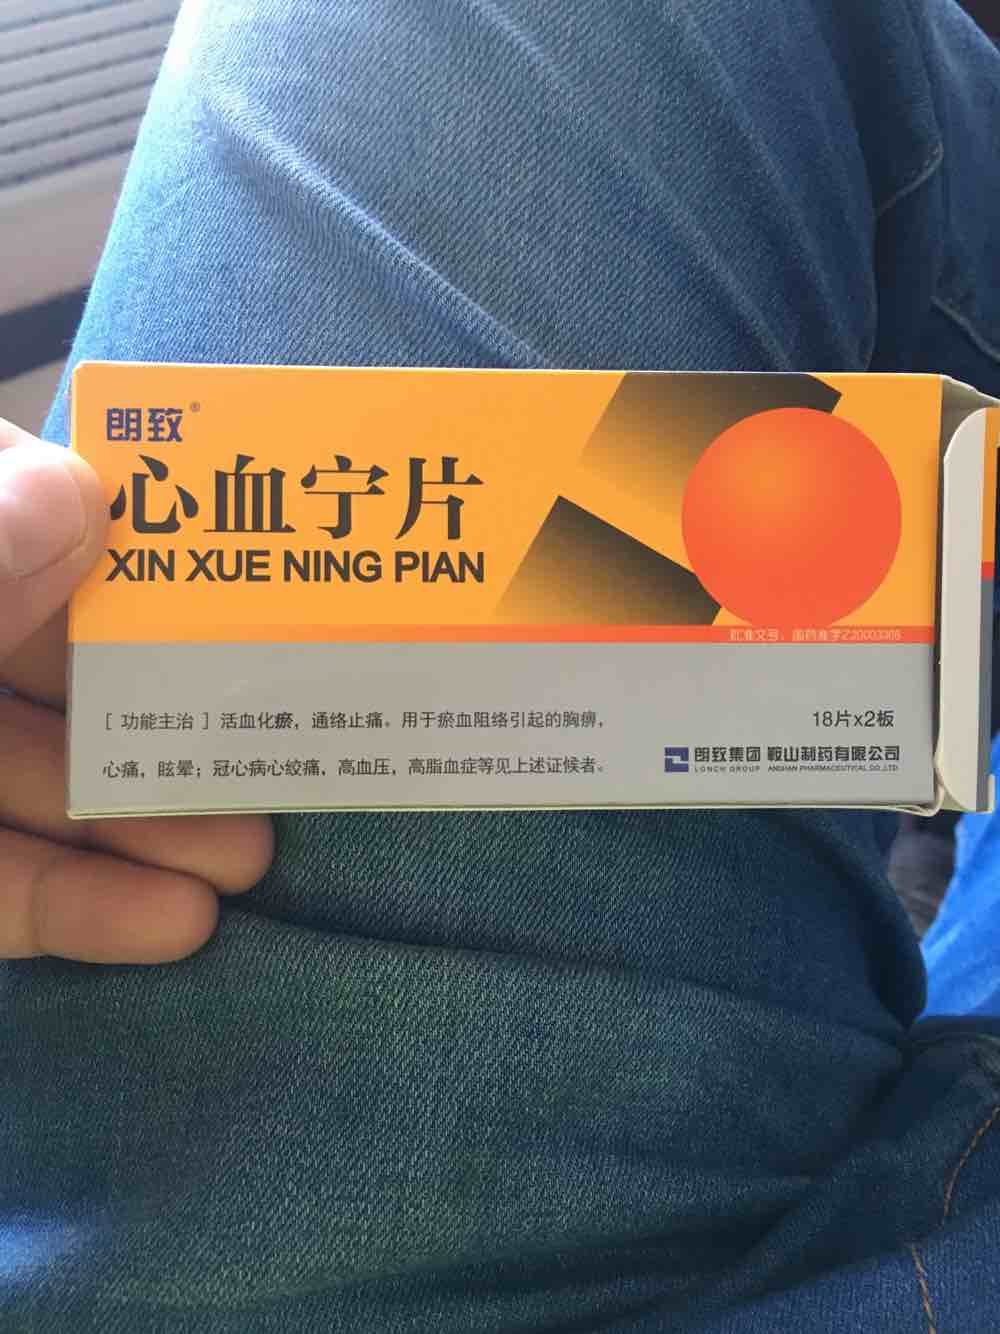 朗致®
心血宁片
XIN XUE NING PIAN
批准文号：国药准字Z20003306
[ 功能主治 ] 活血化瘀，通络止痛。用于瘀血阻络引起的胸痹，
心痛，眩晕；冠心病心绞痛，高血压，高脂血症等见上述证候者。
18片x2板
朗致集团 鞍山制药有限公司
LONCH GROUP ANSHAN PHARMACEUTICAL CO.,LTD